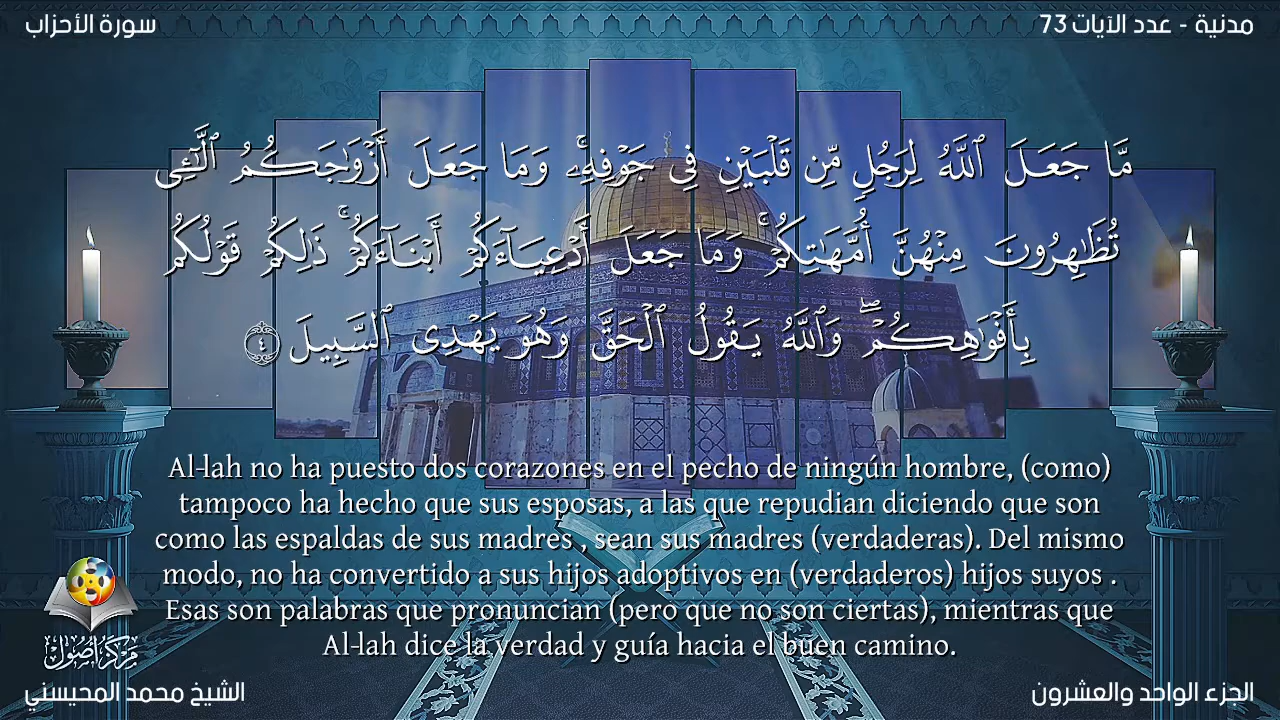 سورة الأحزاب
مدنية - عدد الآيات 73
مَّا جَعَلَ ٱللَّهُ لِرَجُلٍ مِّن قَلْبَيْنِ فِى جَوْفِهِۦ ۚ وَمَا جَعَلَ أَزْوَٰجَكُمُ ٱلَّـٰٓـِٔى
تُظَـٰهِرُونَ مِنْهُنَّ أُمَّهَـٰتِكُمْ ۚ وَمَا جَعَلَ أَدْعِيَآءَكُمْ أَبْنَآءَكُمْ ۚ ذَٰلِكُمْ قَوْلُكُم
بِأَفْوَٰهِكُمْ ۖ وَٱللَّهُ يَقُولُ ٱلْحَقَّ وَهُوَ يَهْدِى ٱلسَّبِيلَ ٤
Al-lah no ha puesto dos corazones en el pecho de ningún hombre, (como)
tampoco ha hecho que sus esposas, a las que repudian diciendo que son
como las espaldas de sus madres , sean sus madres (verdaderas). Del mismo
modo, no ha convertido a sus hijos adoptivos en (verdaderos) hijos suyos .
Esas son palabras que pronuncian (pero que no son ciertas), mientras que
Al-lah dice la verdad y guía hacia el buen camino.
مركز أصول
الشيخ محمد المحيسني
الجزء الواحد والعشرون